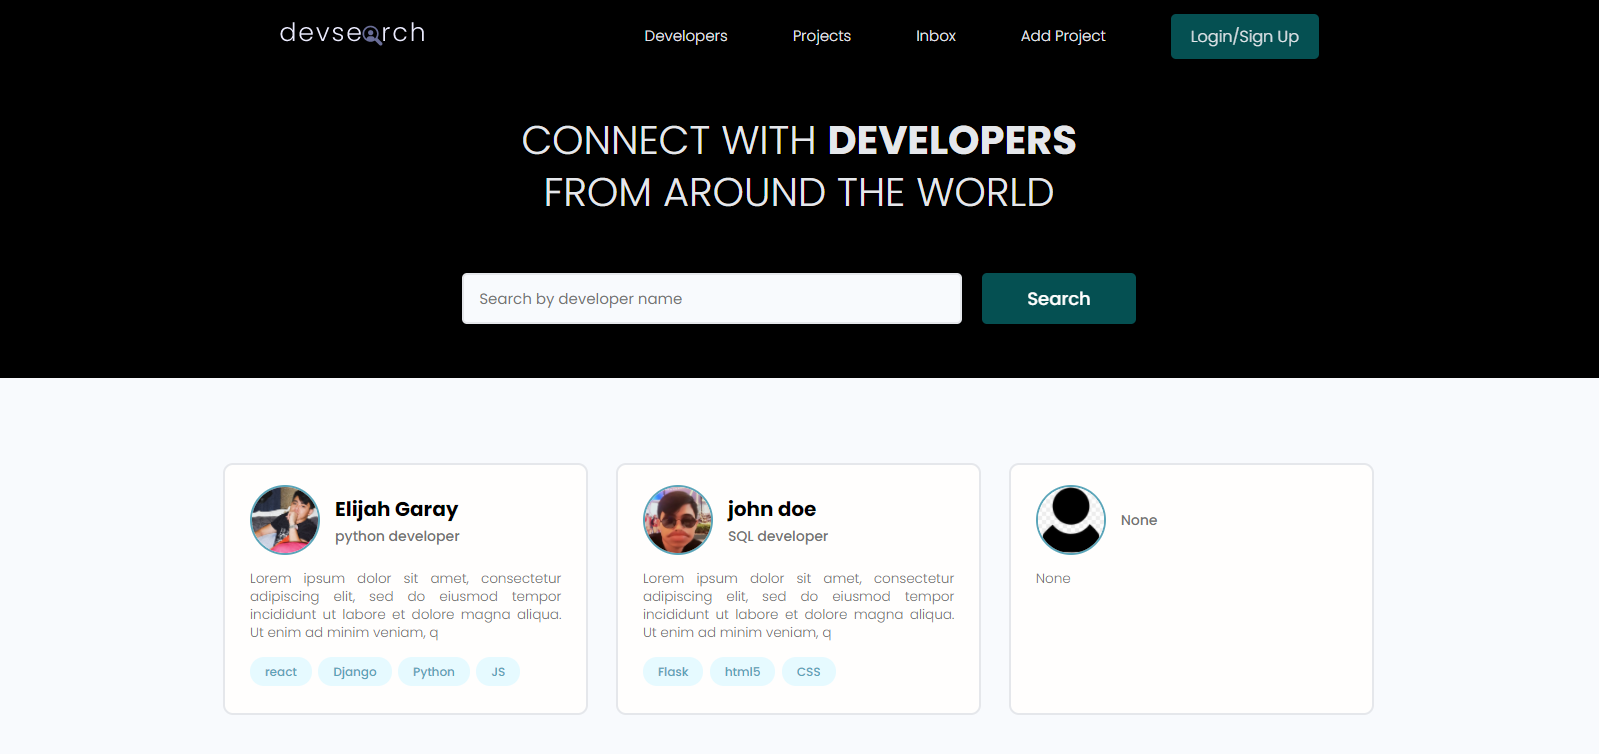 devsearch
Developers
Projects
Inbox
Add Project
Login/Sign Up
CONNECT WITH DEVELOPERS
FROM AROUND THE WORLD
Search by developer name
Search
Elijah Garay
python developer
Lorem ipsum dolor sit amet, consectetur
adipiscing elit, sed do eiusmod tempor
incididunt ut labore et dolore magna aliqua.
Ut enim ad minim veniam, q
react
Django
Python
JS
john doe
SQL developer
Lorem ipsum dolor sit amet, consectetur
adipiscing elit, sed do eiusmod tempor
incididunt ut labore et dolore magna aliqua.
Ut enim ad minim veniam, q
Flask
html5
CSS
None
None